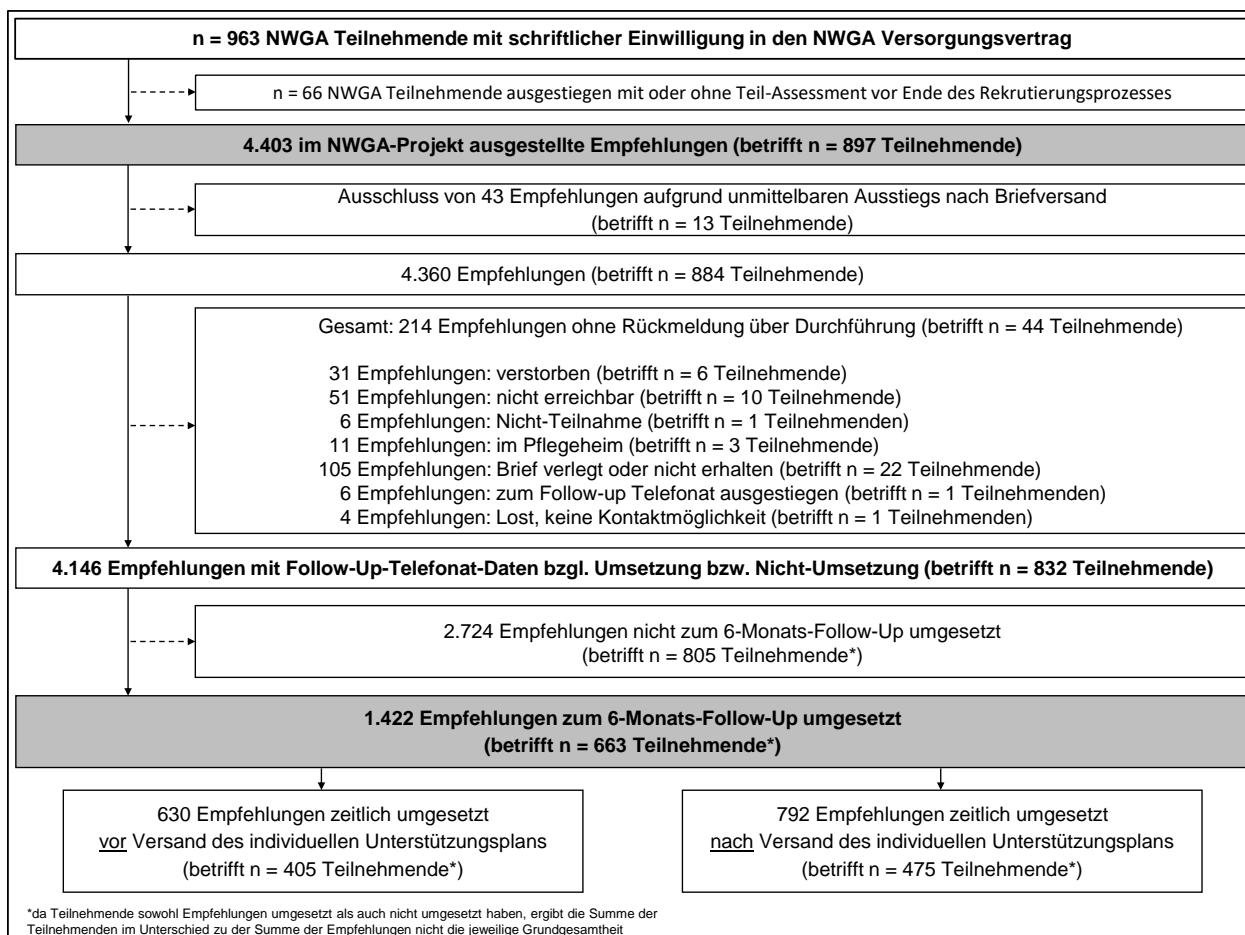 n = 963 NWGA Teilnehmende mit schriftlicher Einwilligung in den NWGA Versorgungsvertrag
n = 66 NWGA Teilnehmende ausgestiegen mit oder ohne Teil-Assessment vor Ende des Rekrutierungsprozesses
4.403 im NWGA-Projekt ausgestellte Empfehlungen (betrifft n = 897 Teilnehmende)
Ausschluss von 43 Empfehlungen aufgrund unmittelbaren Ausstiegs nach Briefversand
(betrifft n = 13 Teilnehmende)
4.360 Empfehlungen (betrifft n = 884 Teilnehmende)
Gesamt: 214 Empfehlungen ohne Rückmeldung über Durchführung (betrifft n = 44 Teilnehmende)
31 Empfehlungen: verstorben (betrifft n = 6 Teilnehmende)
51 Empfehlungen: nicht erreichbar (betrifft n = 10 Teilnehmende)
6 Empfehlungen: Nicht-Teilnahme (betrifft n = 1 Teilnehmenden)
11 Empfehlungen: im Pflegeheim (betrifft n = 3 Teilnehmende)
105 Empfehlungen: Brief verlegt oder nicht erhalten (betrifft n = 22 Teilnehmende)
6 Empfehlungen: zum Follow-up Telefonat ausgestiegen (betrifft n = 1 Teilnehmenden)
4 Empfehlungen: Lost, keine Kontaktmöglichkeit (betrifft n = 1 Teilnehmenden)
4.146 Empfehlungen mit Follow-Up-Telefonat-Daten bzgl. Umsetzung bzw. Nicht-Umsetzung (betrifft n = 832 Teilnehmende)
2.724 Empfehlungen nicht zum 6-Monats-Follow-Up umgesetzt
(betrifft n = 805 Teilnehmende*)
1.422 Empfehlungen zum 6-Monats-Follow-Up umgesetzt
(betrifft n = 663 Teilnehmende*)
630 Empfehlungen zeitlich umgesetzt
vor Versand des individuellen Unterstützungsplans
(betrifft n = 405 Teilnehmende*)
792 Empfehlungen zeitlich umgesetzt
nach Versand des individuellen Unterstützungsplans
(betrifft n = 475 Teilnehmende*)
*da Teilnehmende sowohl Empfehlungen umgesetzt als auch nicht umgesetzt haben, ergibt die Summe der
Teilnehmenden im Unterschied zu der Summe der Empfehlungen nicht die jeweilige Grundgesamtheit